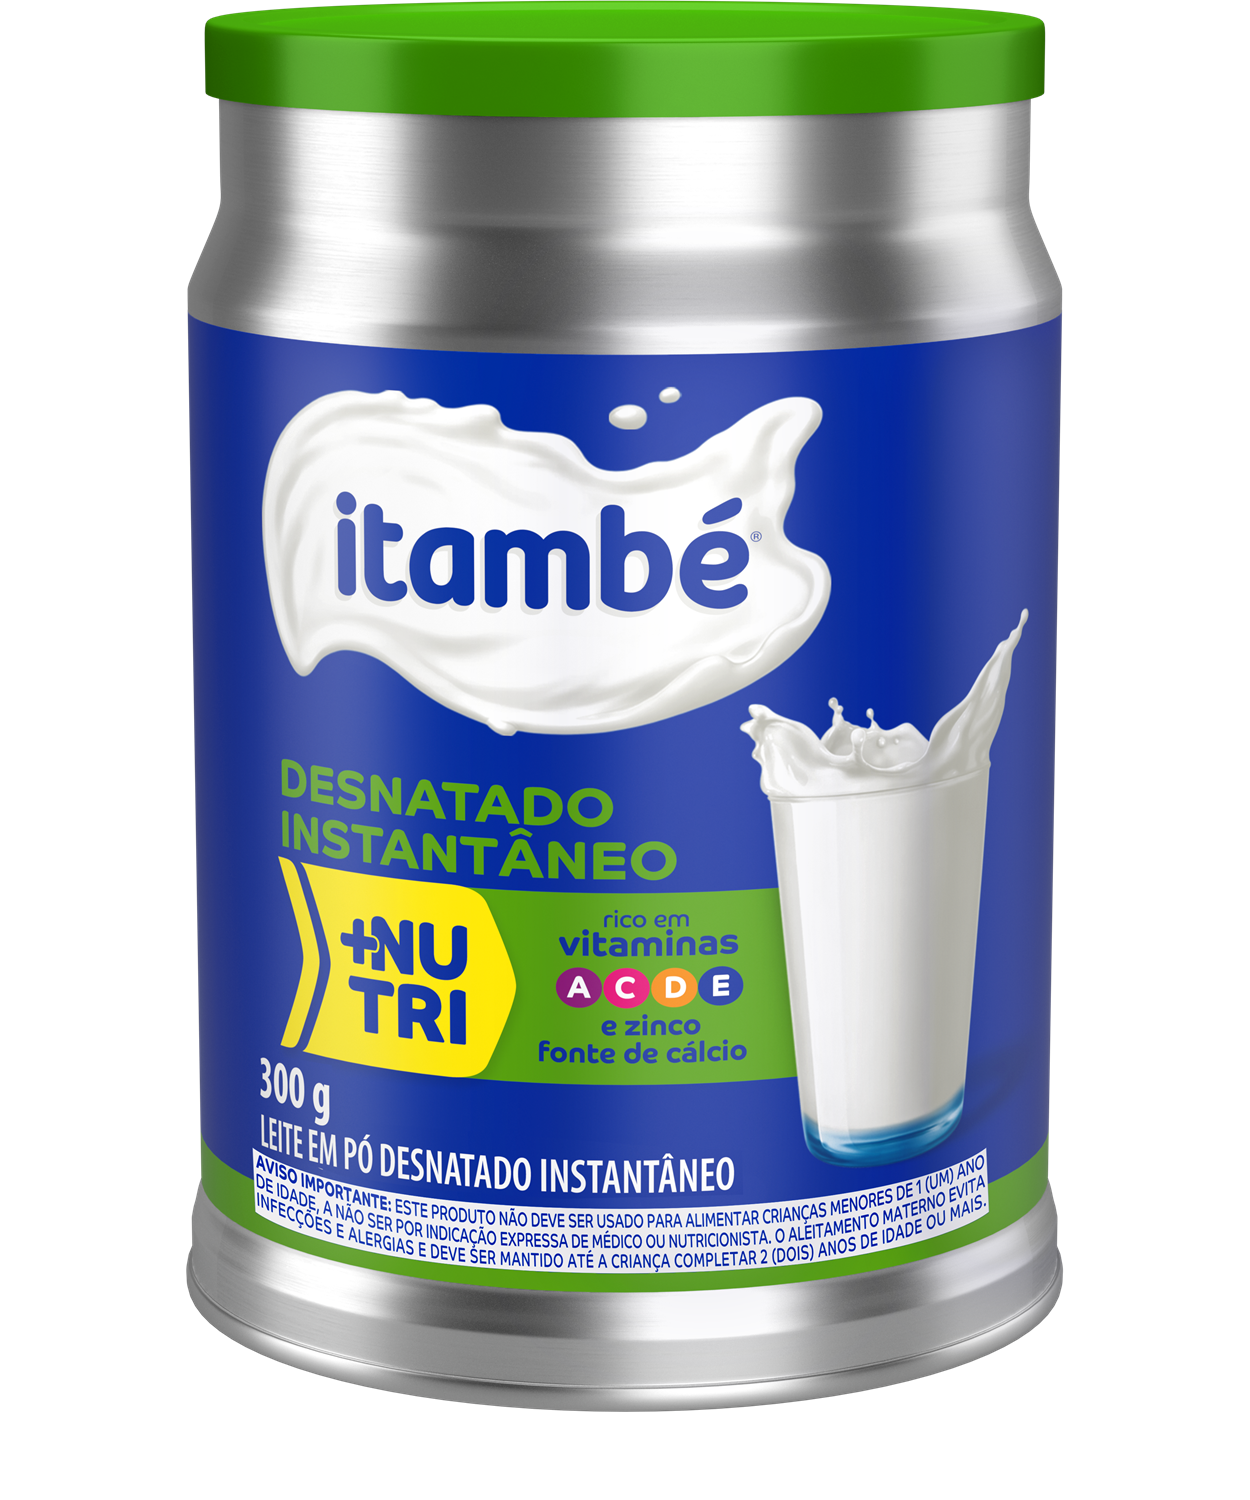 itambé®
DESNATADO
INSTANTÂNEO
+NU
TRI
rico em
vitaminas
A C D E
e zinco
fonte de cálcio
300 g
LEITE EM PÓ DESNATADO INSTANTÂNEO
AVISO IMPORTANTE: ESTE PRODUTO NÃO DEVE SER USADO PARA ALIMENTAR CRIANÇAS MENORES DE 1 (UM) ANO
DE IDADE, A NÃO SER POR INDICAÇÃO EXPRESSA DE MÉDICO OU NUTRICIONISTA. O ALEITAMENTO MATERNO EVITA
INFECÇÕES E ALERGIAS E DEVE SER MANTIDO ATÉ A CRIANÇA COMPLETAR 2 (DOIS) ANOS DE IDADE OU MAIS.